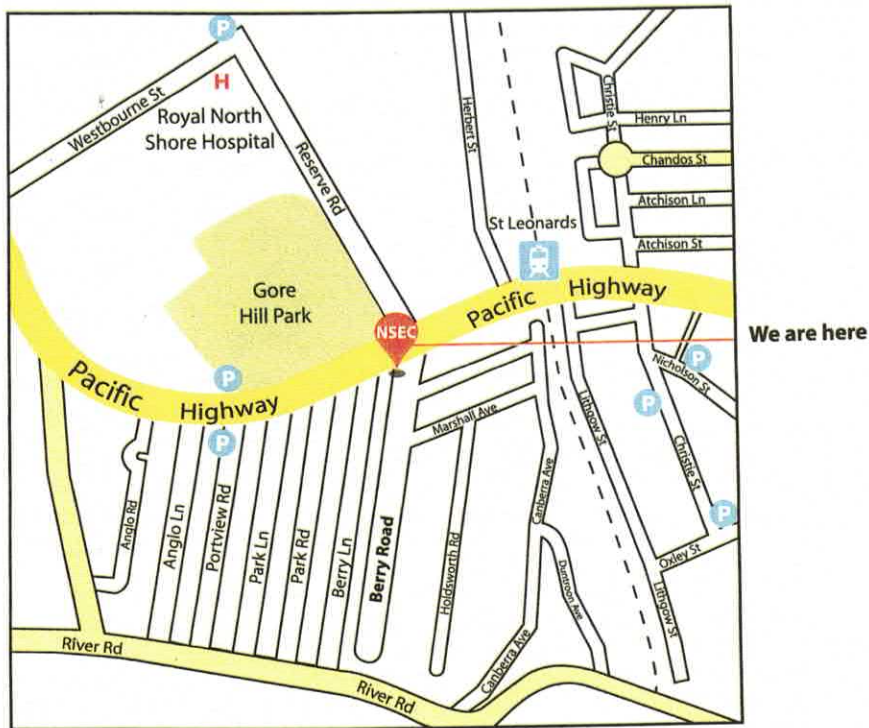 P
H
Royal North
Shore Hospital
Westbourne St
Reserve Rd
Herbert St
Christie St
Henry Ln
Chandos St
Atchison Ln
Atchison St
St Leonards
Gore
Hill Park
NSEC
Pacific Highway
We are here
Pacific Highway
P
P
Nicholson St
P
P
Christie St
P
Oxley St
Lithgow St
Lithgow St
Marshall Ave
Canberra Ave
Canberra Ave
Duntroon Ave
Holdsworth Rd
Berry Road
Berry Ln
Park Rd
Park Ln
Portview Rd
Anglo Ln
Anglo Rd
River Rd
River Rd